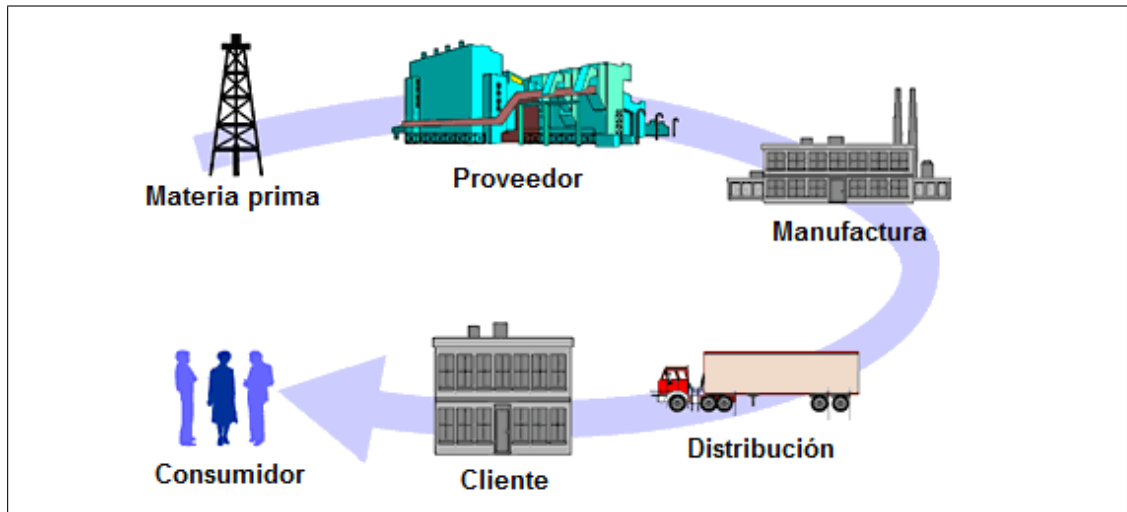 Materia prima
Proveedor
Manufactura
Distribución
Cliente
Consumidor